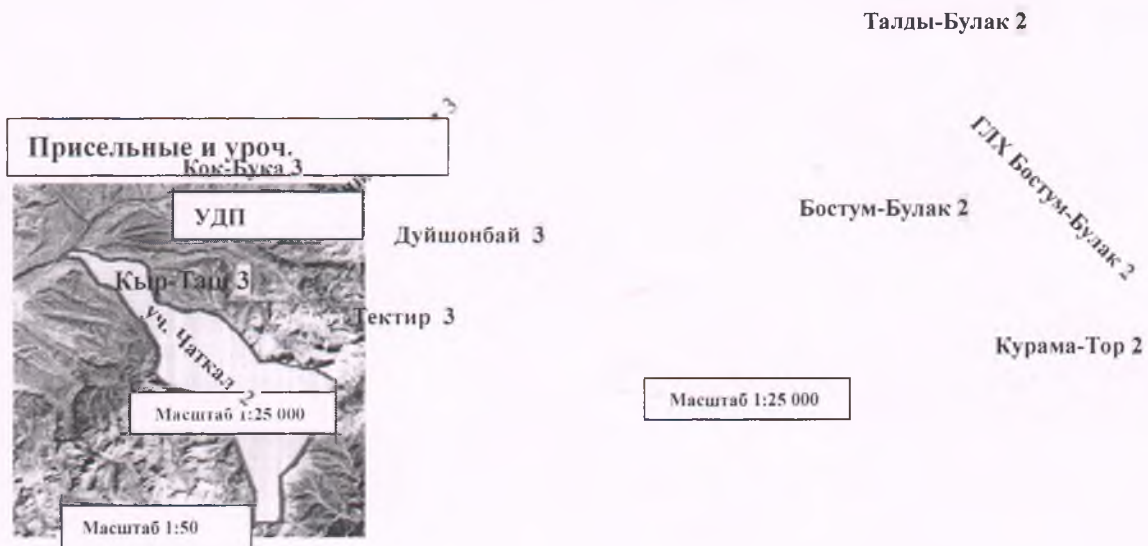 Талды-Булак 2
3
Присельные и уроч.
Кок-Бука 3
ГЛХ Бостум-Булак 2
УДП
Бостум-Булак 2
Дуйшонбай 3
Кыр-Таш 3
уч. Чаткал 2
Тектир 3
Курама-Тор 2
Масштаб 1:25 000
Масштаб 1:25 000
Масштаб 1:50